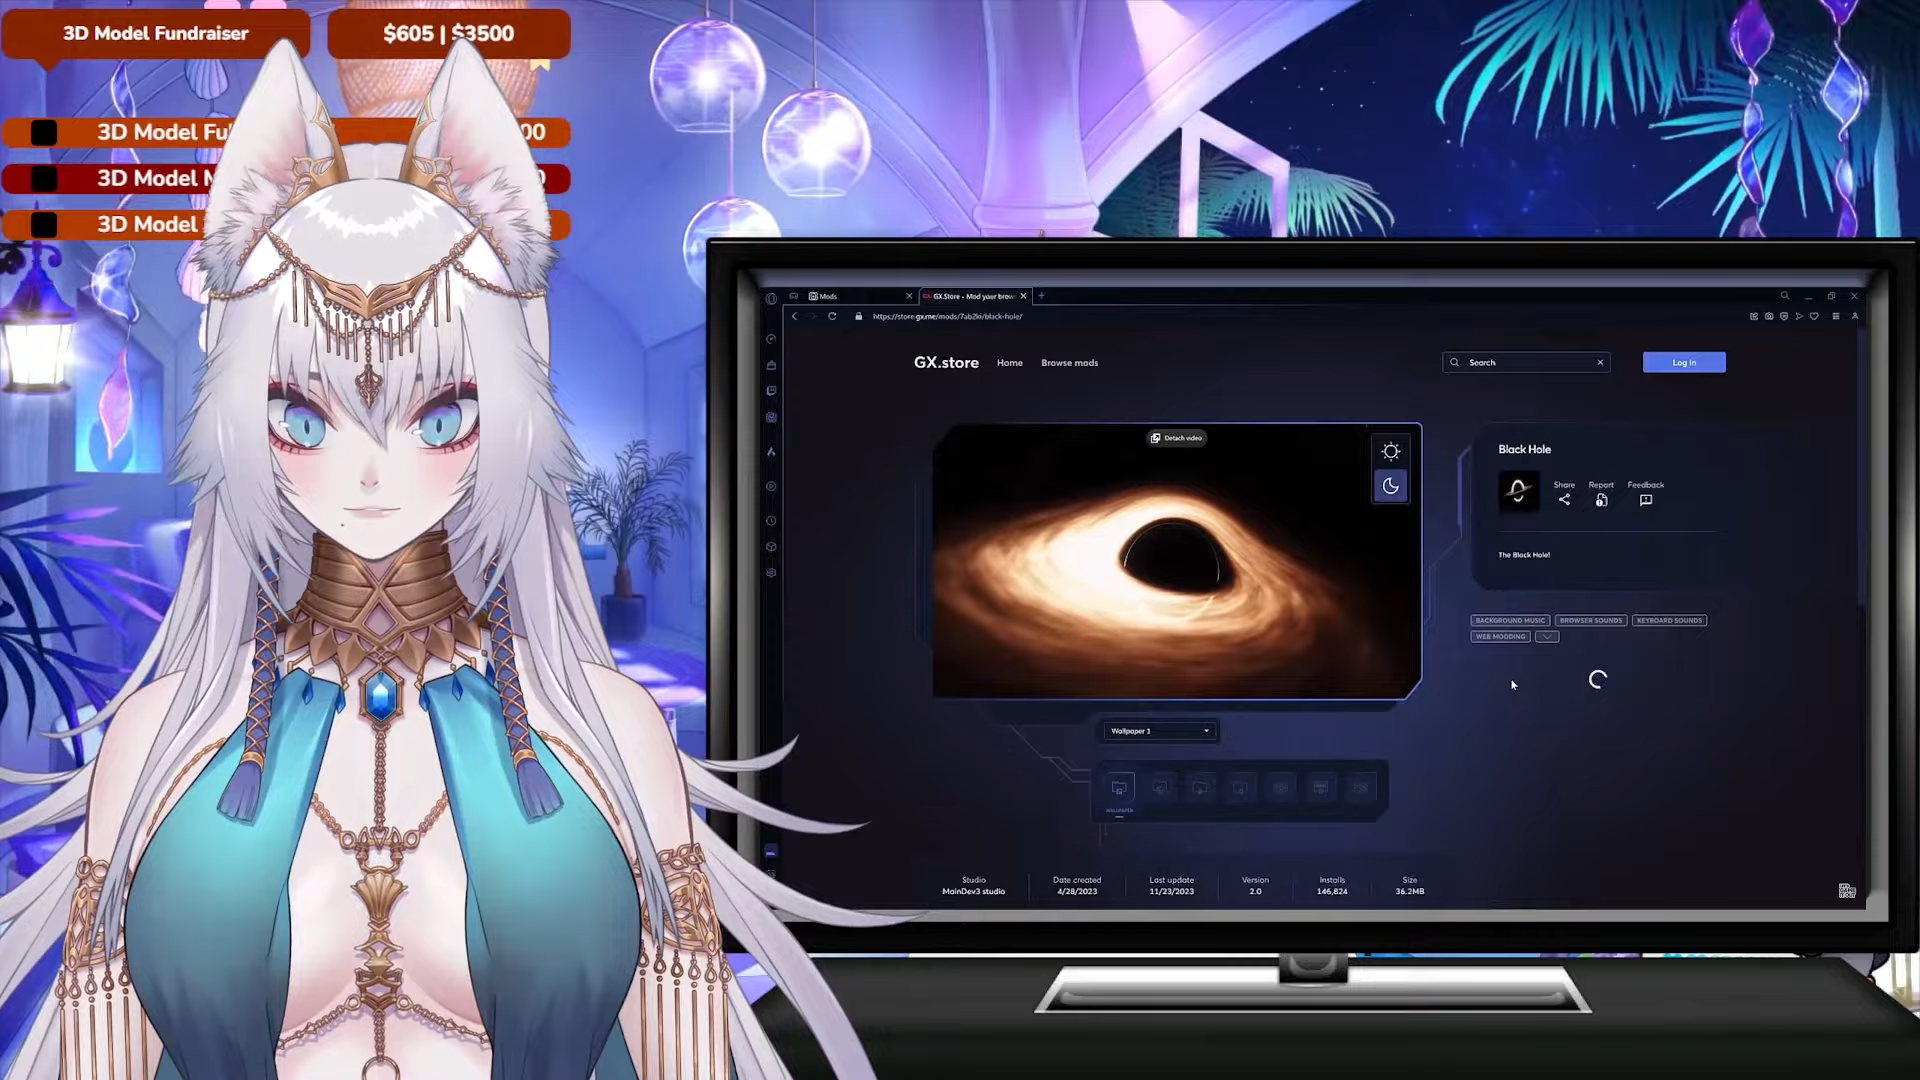 3D Model Fundraiser
$605 | $3500
3D Model Fu
00
3D Model
3D Model
Mods
GX.Store - Mod your brow
https://store.gx.me/mods/7ab2ki/black-hole/
GX.store
Home
Browse mods
Search
Log in
Detach video
Black Hole
Share
Report
Feedback
The Black Hole!
BACKGROUND MUSIC
BROWSER SOUNDS
KEYBOARD SOUNDS
WEB MODDING
Wallpaper 1
WALLPAPER
Studio
MainDev3 studio
Date created
4/28/2023
Last update
11/23/2023
Version
2.0
Installs
146,824
Size
36.2MB